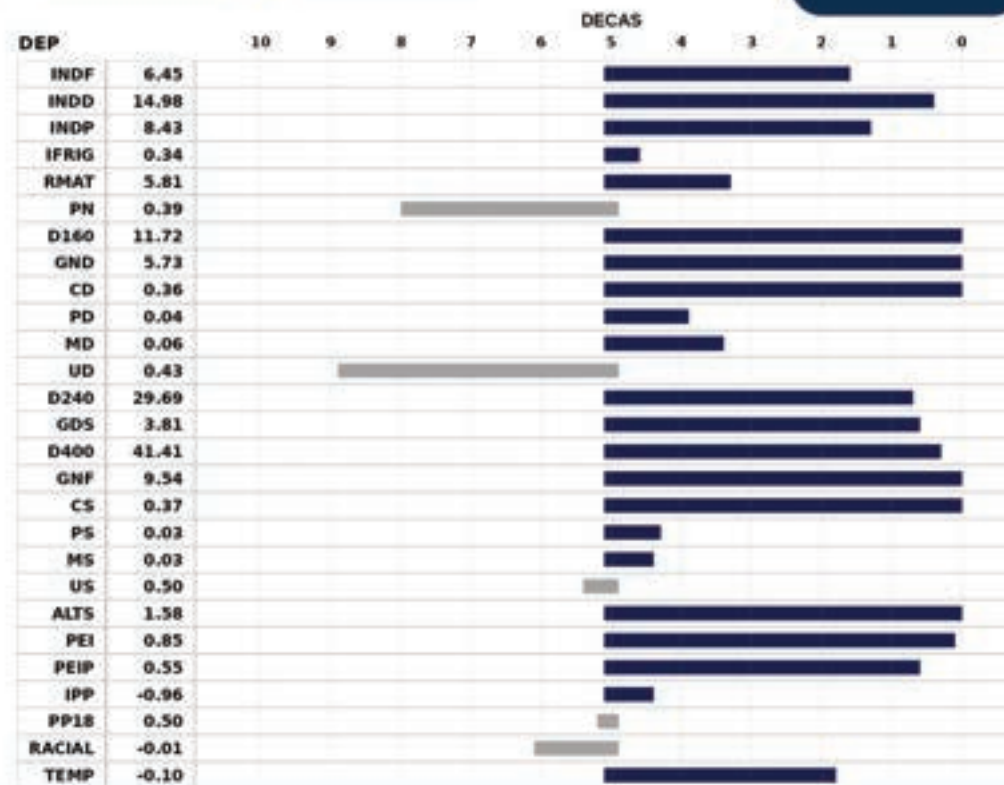 DECAS
DEP 10 9 8 7 6 5 4 3 2 1 0
INDF 6.45
INDD 14.98
INDP 8.43
IFRIG 0.34
RMAT 5.81
PN 0.39
D160 11.72
GND 5.73
CD 0.36
PD 0.04
MD 0.06
UD 0.43
D240 29.69
GDS 3.81
D400 41.41
GNF 9.54
CS 0.37
PS 0.03
MS 0.03
US 0.50
ALTS 1.58
PEI 0.85
PEIP 0.55
IPP -0.96
PP18 0.50
RACIAL -0.01
TEMP -0.10